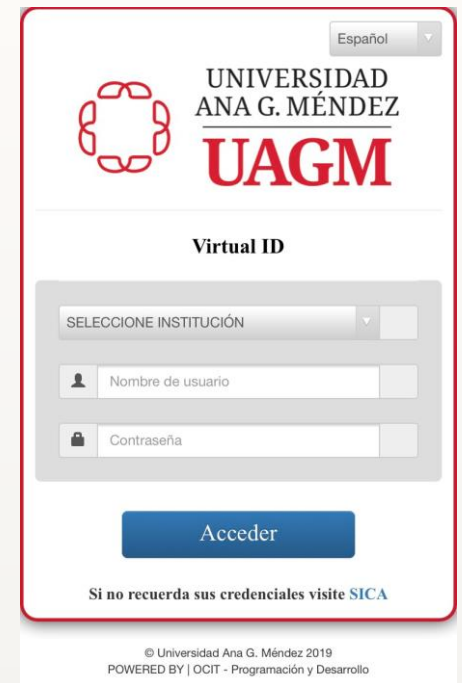 Español
UNIVERSIDAD
ANA G. MÉNDEZ
UAGM
Virtual ID
SELECCIONE INSTITUCIÓN
Nombre de usuario
Contraseña
Acceder
Si no recuerda sus credenciales visite SICA
© Universidad Ana G. Méndez 2019
POWERED BY | OCIT - Programación y Desarrollo